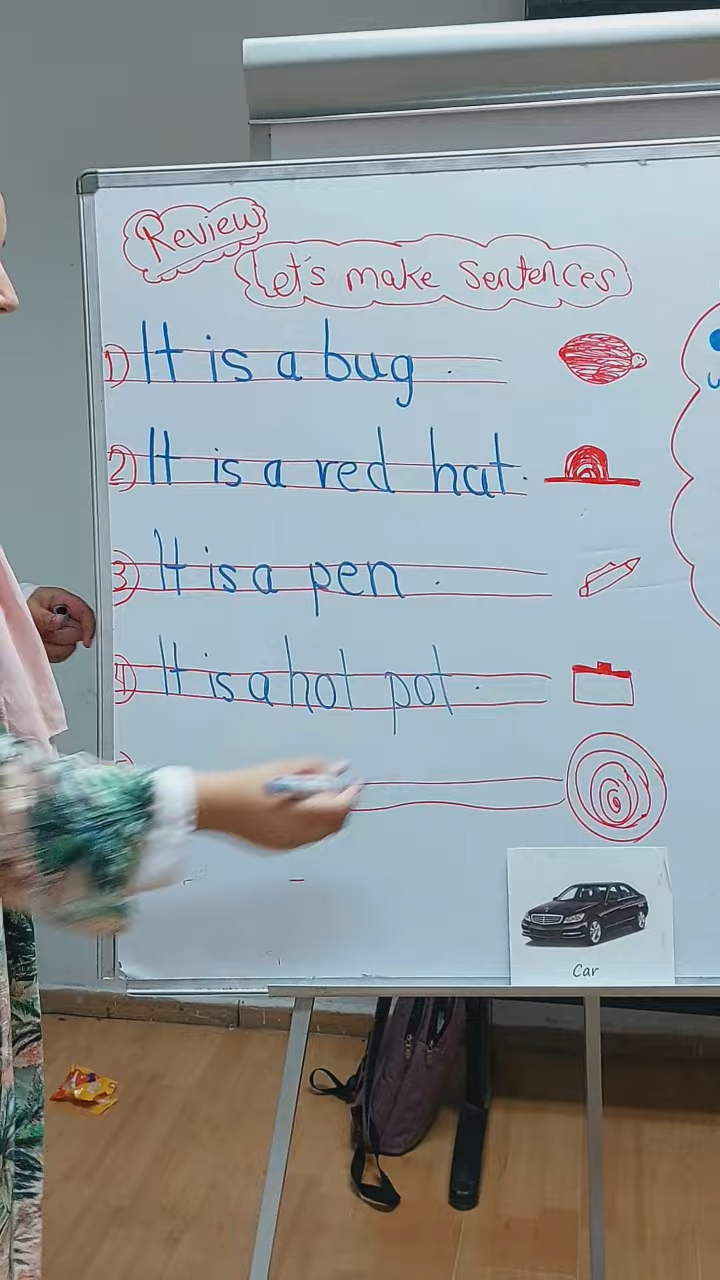 Review
Let's make sentences
1) It is a bug.
2) It is a red hat.
3) It is a pen.
4) It is a hot pot.
Car